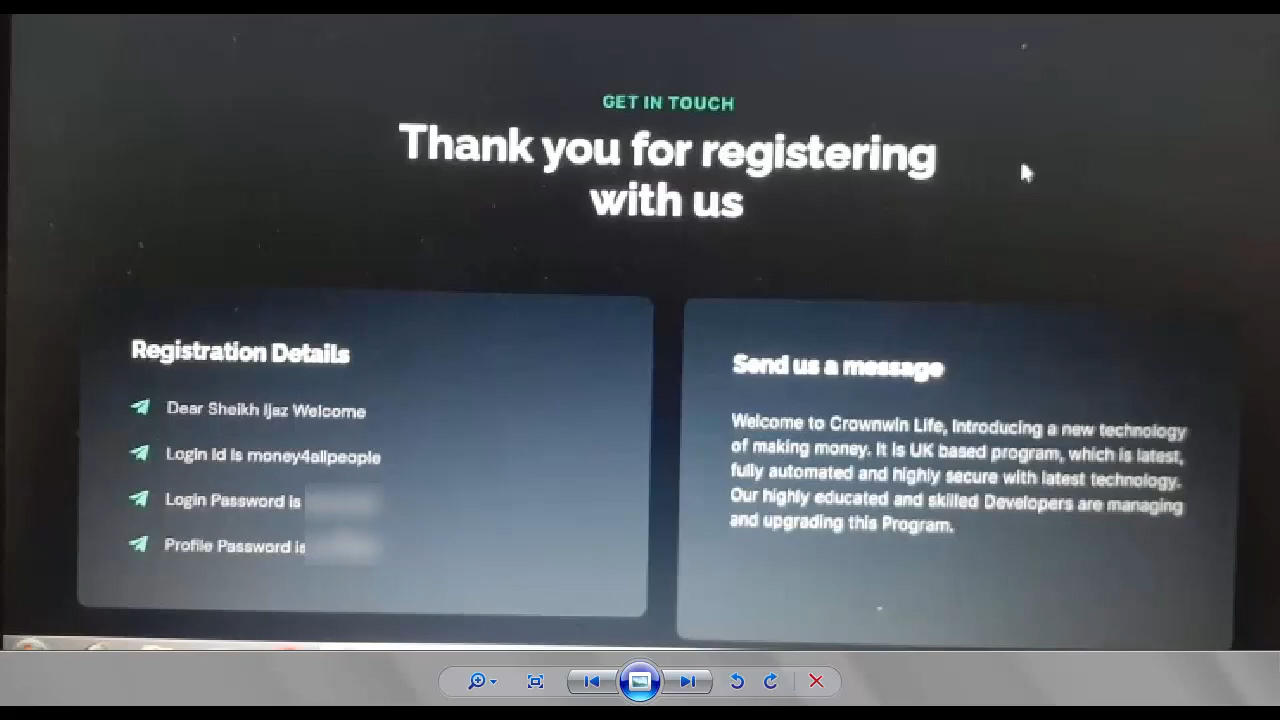 GET IN TOUCH
Thank you for registering
with us
Registration Details
Dear Sheikh Ijaz Welcome
Login Id is money4allpeople
Login Password is
Profile Password is
Send us a message
Welcome to Crownwin Life, Introducing a new technology
of making money. It is UK based program, which is latest,
fully automated and highly secure with latest technology.
Our highly educated and skilled Developers are managing
and upgrading this Program.